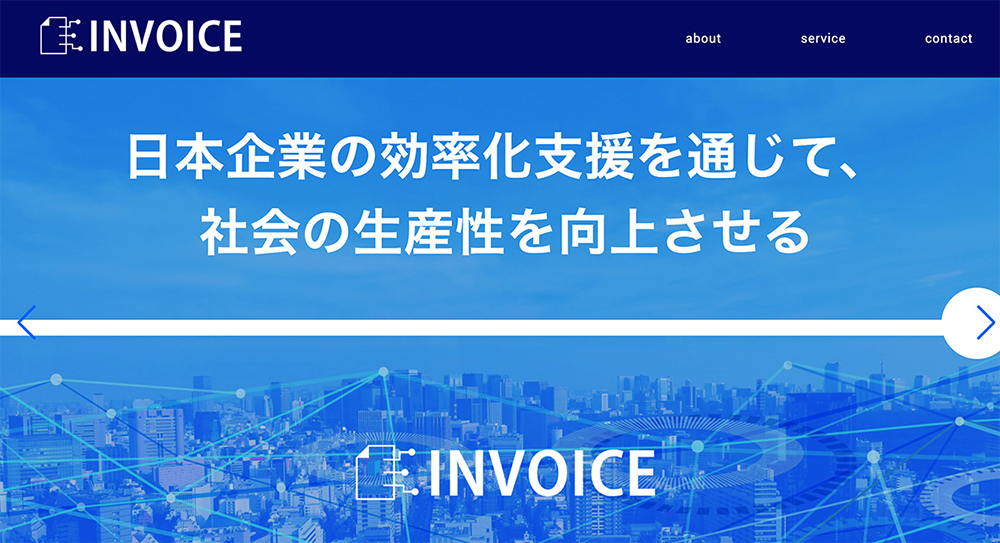 INVOICE
about
service
contact
日本企業の効率化支援を通じて、
社会の生産性を向上させる
INVOICE